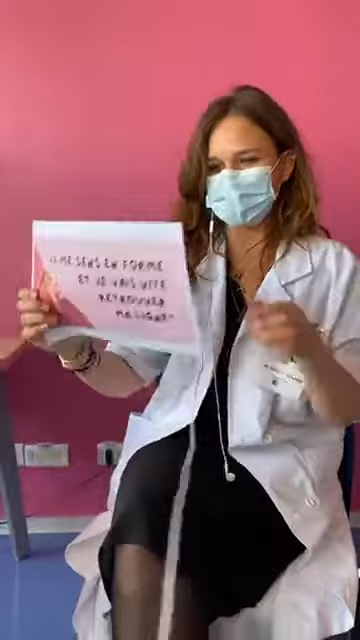 JE ME SENS EN FORME
ET JE VAIS VITE
RETROUVER
MA LIGNE"